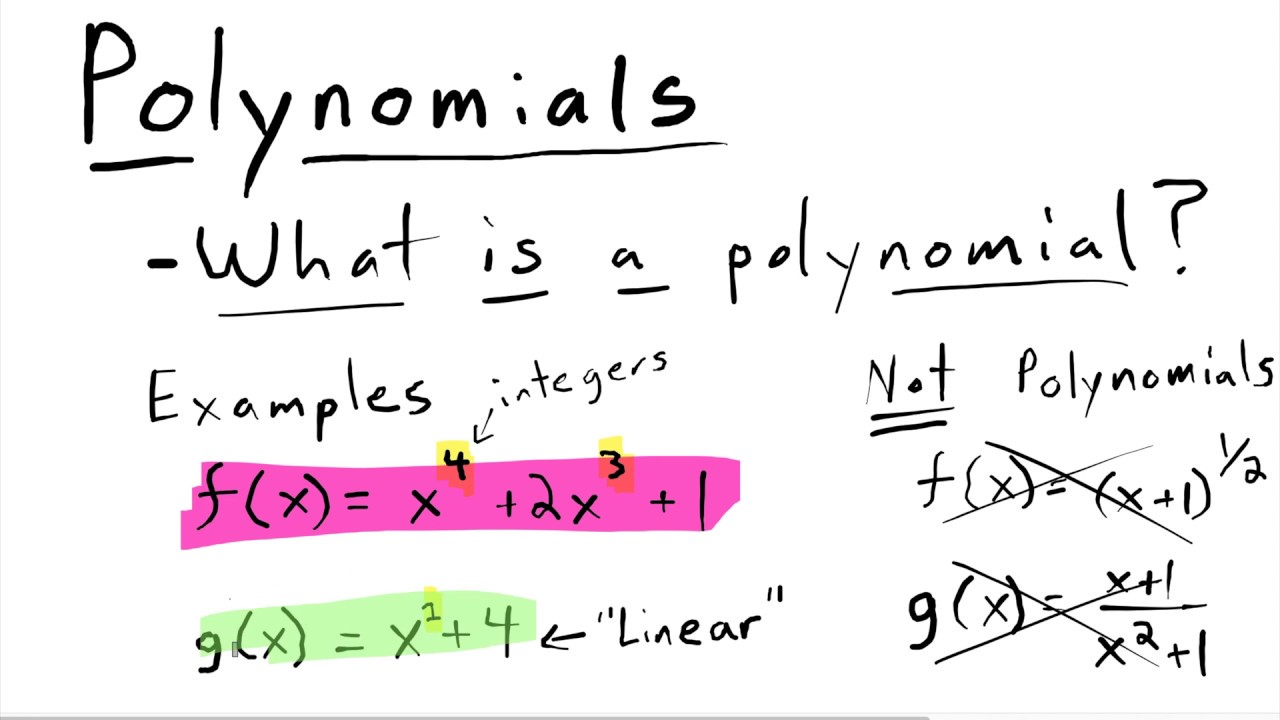 Polynomials
- What is a polynomial?
Examples
integers
f(x) = x^4 + 2x^3 + 1
g(x) = x^1 + 4 ← "Linear"
Not Polynomials
f(x) = (x+1)^1/2
g(x) = x+1 / x^2+1